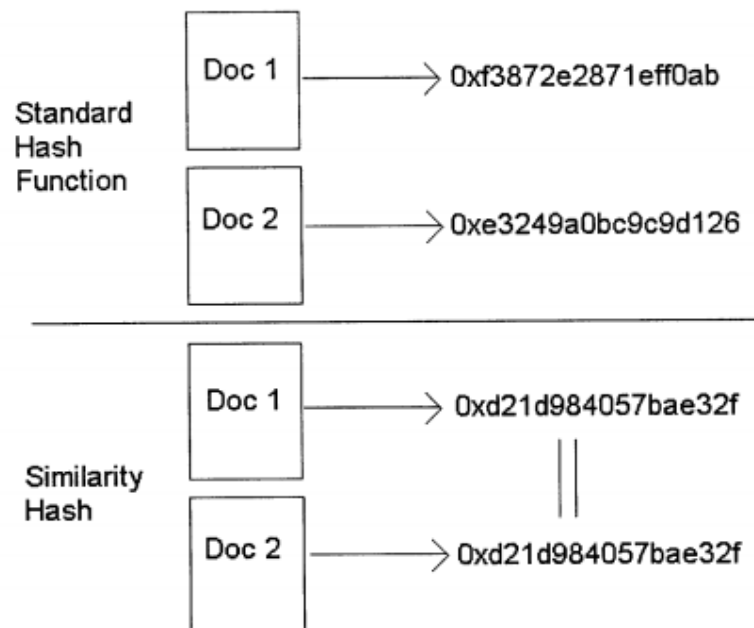 Standard
Hash
Function
Doc 1
0xf3872e2871eff0ab
Doc 2
0xe3249a0bc9c9d126
Similarity
Hash
Doc 1
0xd21d984057bae32f
Doc 2
0xd21d984057bae32f